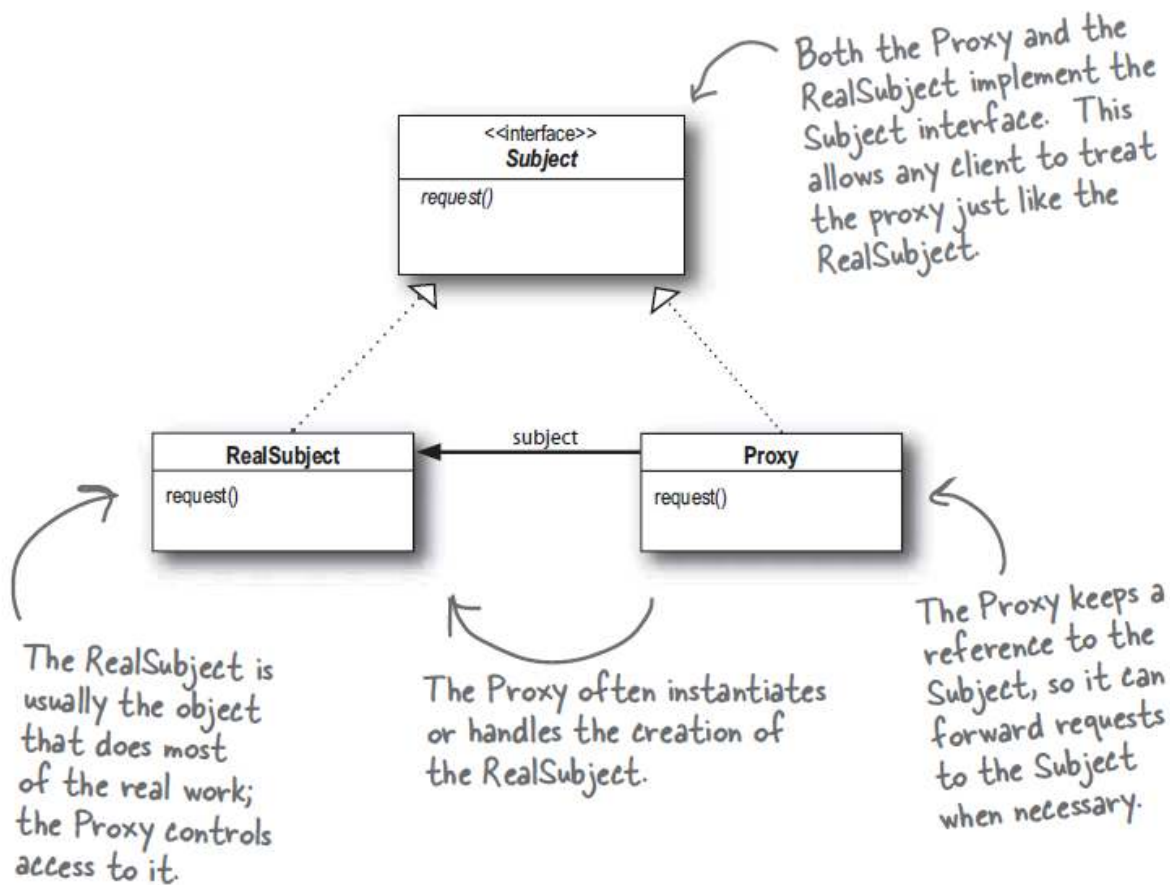 Both the Proxy and the
RealSubject implement the
Subject interface. This
allows any client to treat
the proxy just like the
RealSubject.
<<interface>>
Subject
request()
RealSubject
request()
subject
Proxy
request()
The RealSubject is
usually the object
that does most
of the real work;
the Proxy controls
access to it.
The Proxy often instantiates
or handles the creation of
the RealSubject.
The Proxy keeps a
reference to the
Subject, so it can
forward requests
to the Subject
when necessary.